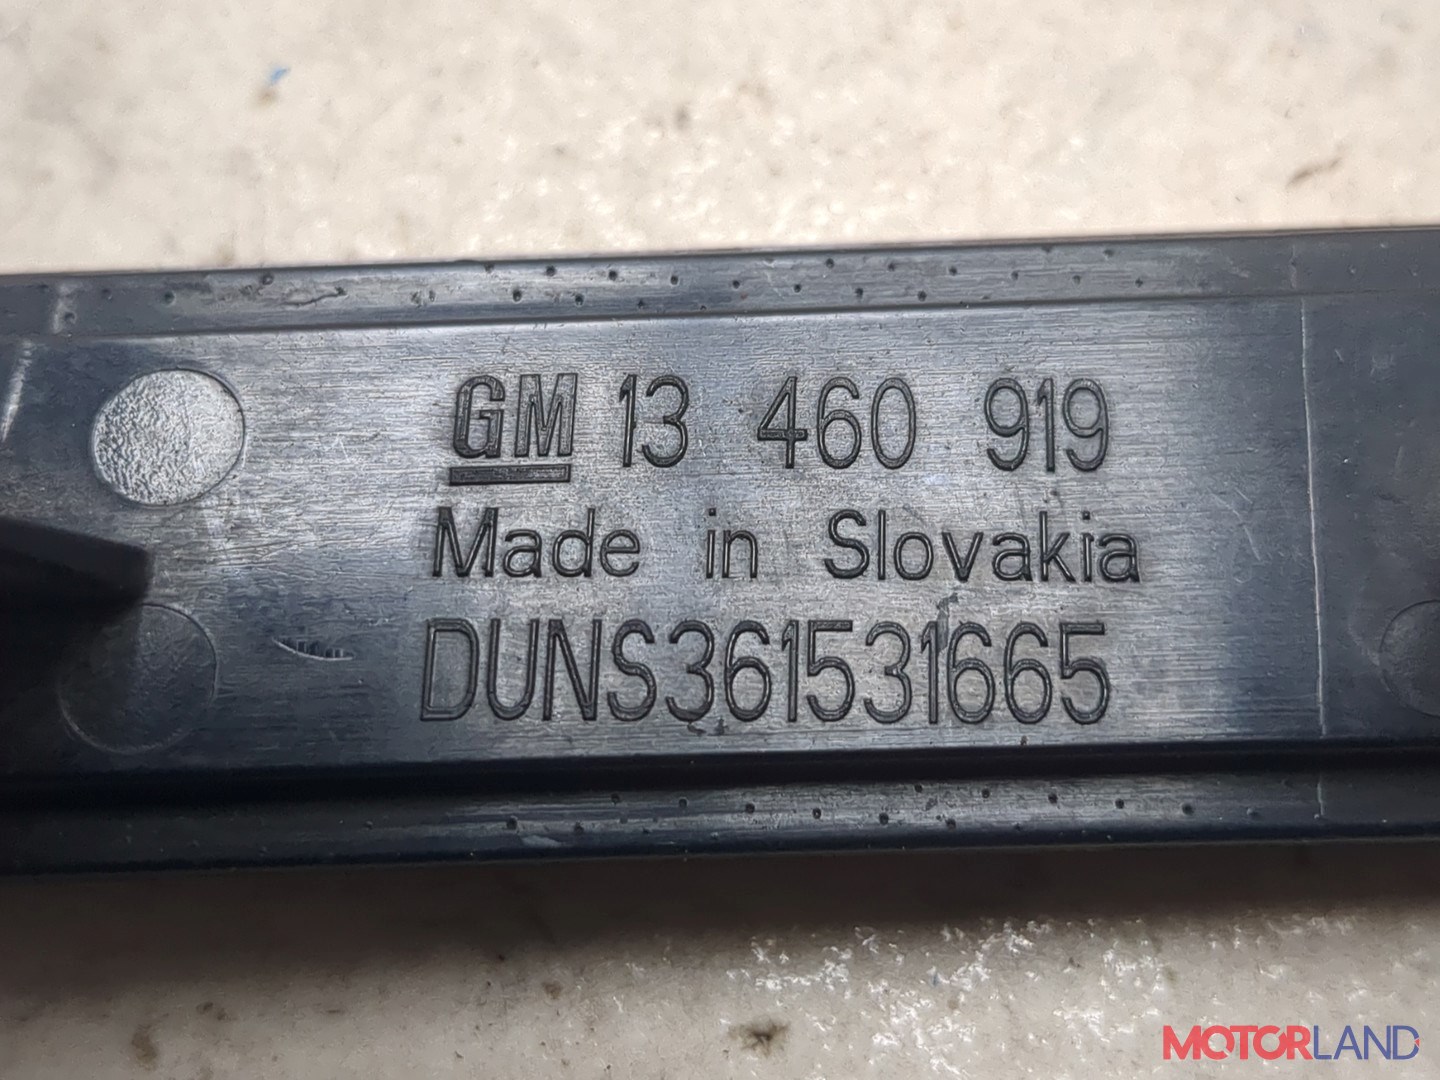 GM 13 460 919
Made in Slovakia
DUNS361531665
MOTORLAND